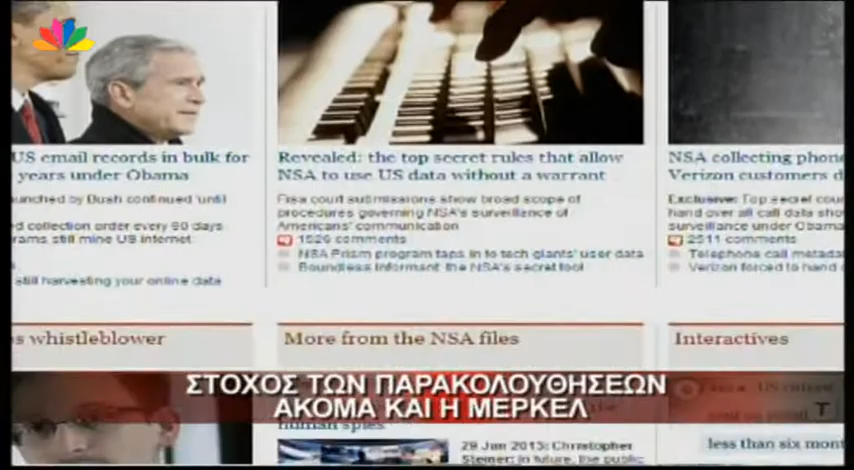 US email records in bulk for
years under Obama
launched by Bush continued 'until
collection order every 90 days
still mine US internet
still harvesting your online data
Revealed: the top secret rules that allow
NSA to use US data without a warrant
Fisa court submissions show broad scope of
procedures governing NSA's surveillance of
Americans' communication
comments
NSA Prism program taps in to tech giants' user data
Boundless Informant: the NSA's secret tool
NSA collecting phone
Verizon customers d
Exclusive: Top secret cou
hand over all call data sho
surveillance under Obama
2511 comments
Telephone call metada
Verizon forced to hand
s whistleblower
More from the NSA files
Interactives
ΣΤΟΧΟΣ ΤΩΝ ΠΑΡΑΚΟΛΟΥΘΗΣΕΩΝ
ΑΚΟΜΑ ΚΑΙ Η ΜΕΡΚΕΛ
human spies
29 Jan 2013: Christopher
in future, the public
T
less than six mont